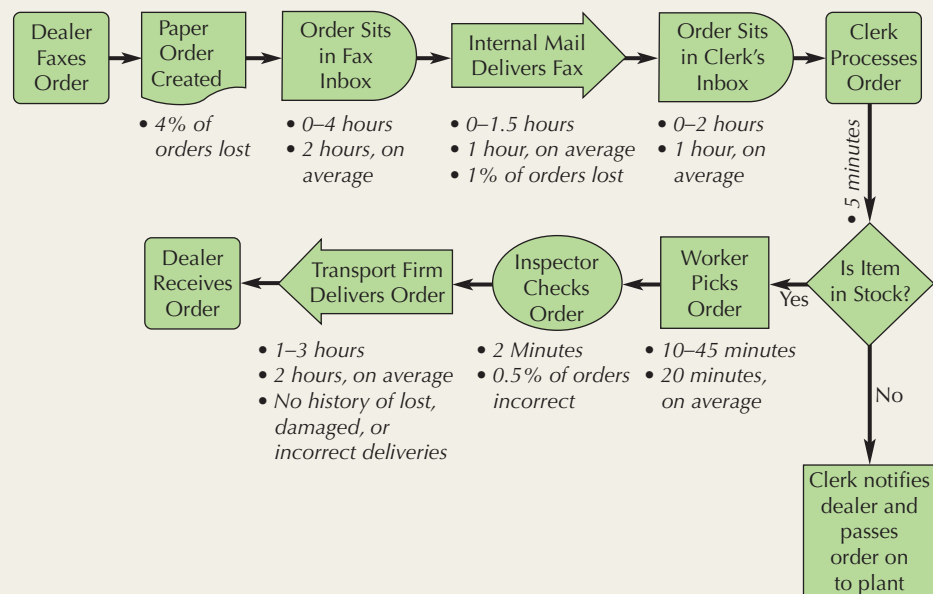 Dealer
Faxes
Order
Paper
Order
Created
• 4% of
orders lost
Order Sits
in Fax
Inbox
• 0–4 hours
• 2 hours, on
average
Internal Mail
Delivers Fax
• 0–1.5 hours
• 1 hour, on average
• 1% of orders lost
Order Sits
in Clerk's
Inbox
• 0–2 hours
• 1 hour, on
average
Clerk
Processes
Order
• 5 minutes
Is Item
in Stock?
Yes
Worker
Picks
Order
• 10–45 minutes
• 20 minutes,
on average
Inspector
Checks
Order
• 2 Minutes
• 0.5% of orders
incorrect
Transport Firm
Delivers Order
• 1–3 hours
• 2 hours, on average
• No history of lost,
damaged, or
incorrect deliveries
Dealer
Receives
Order
No
Clerk notifies
dealer and
passes
order on
to plant